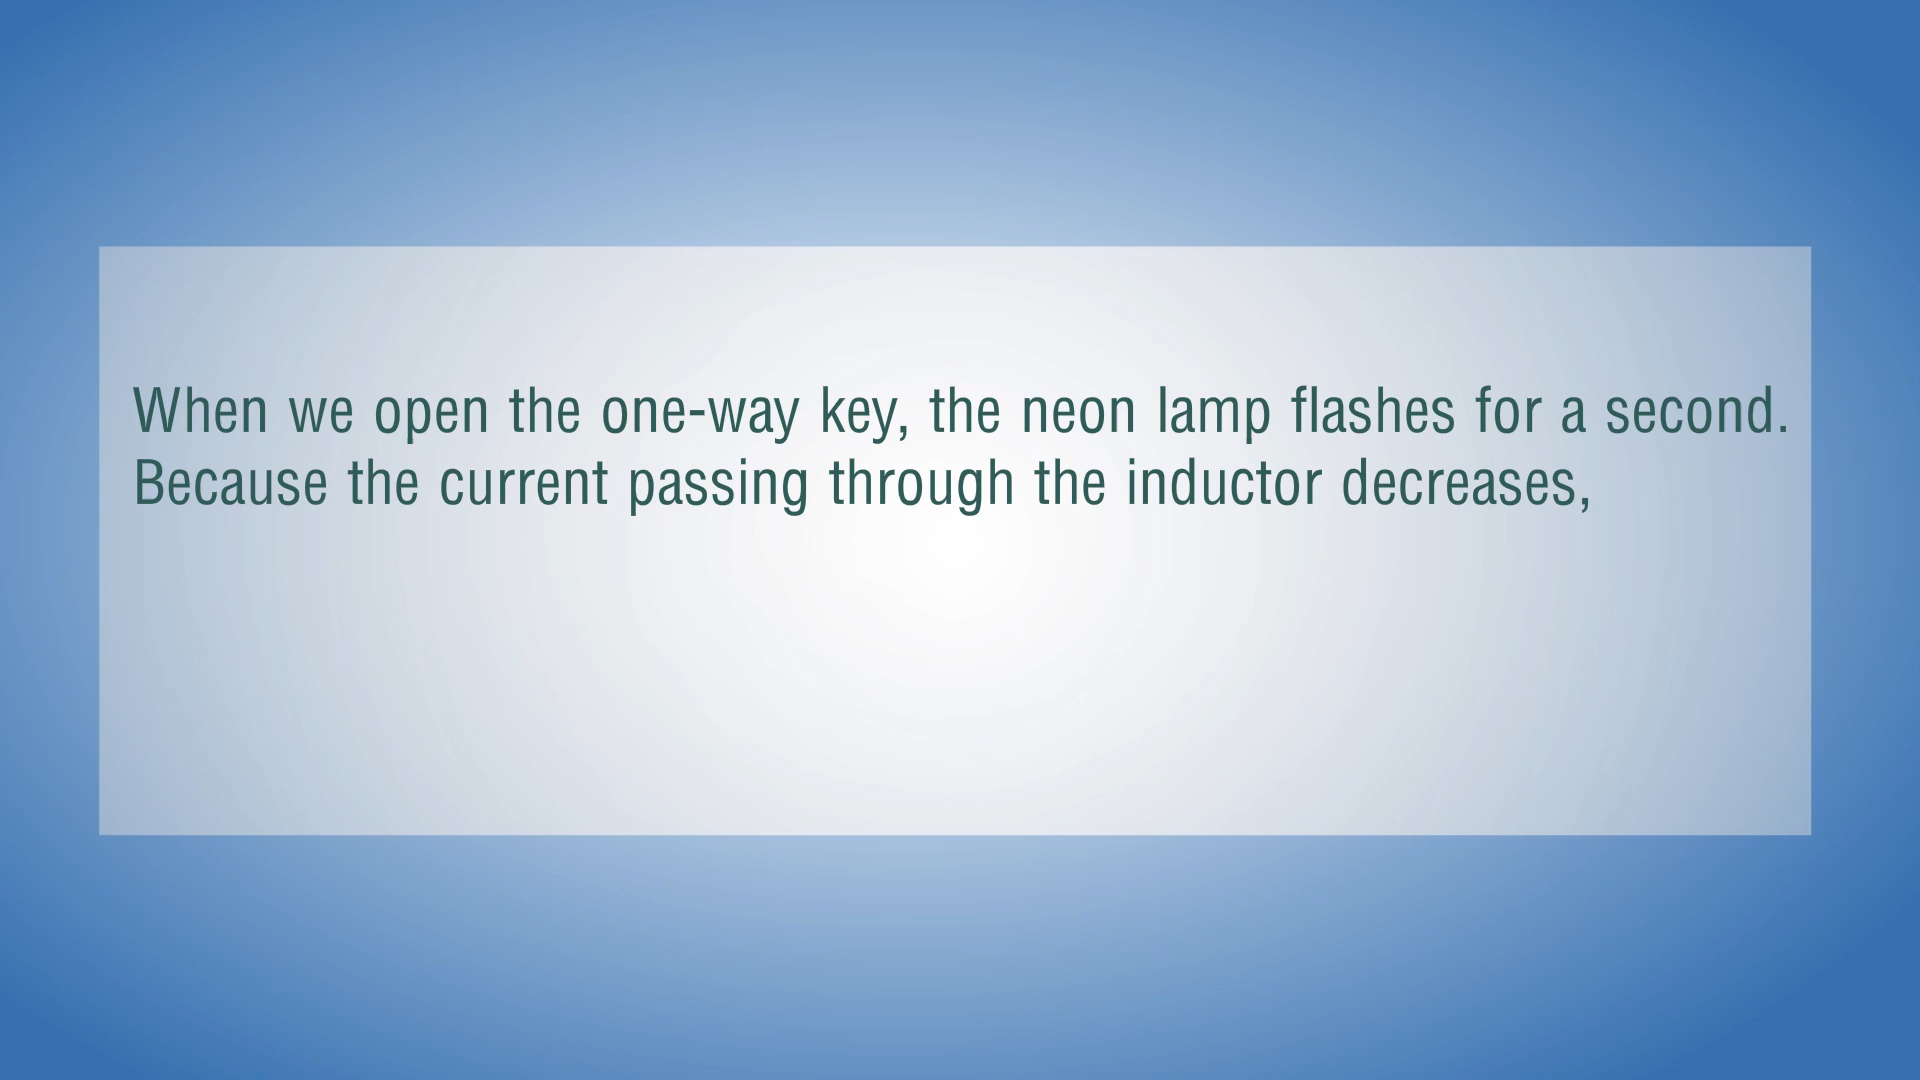 When we open the one-way key, the neon lamp flashes for a second.
Because the current passing through the inductor decreases,